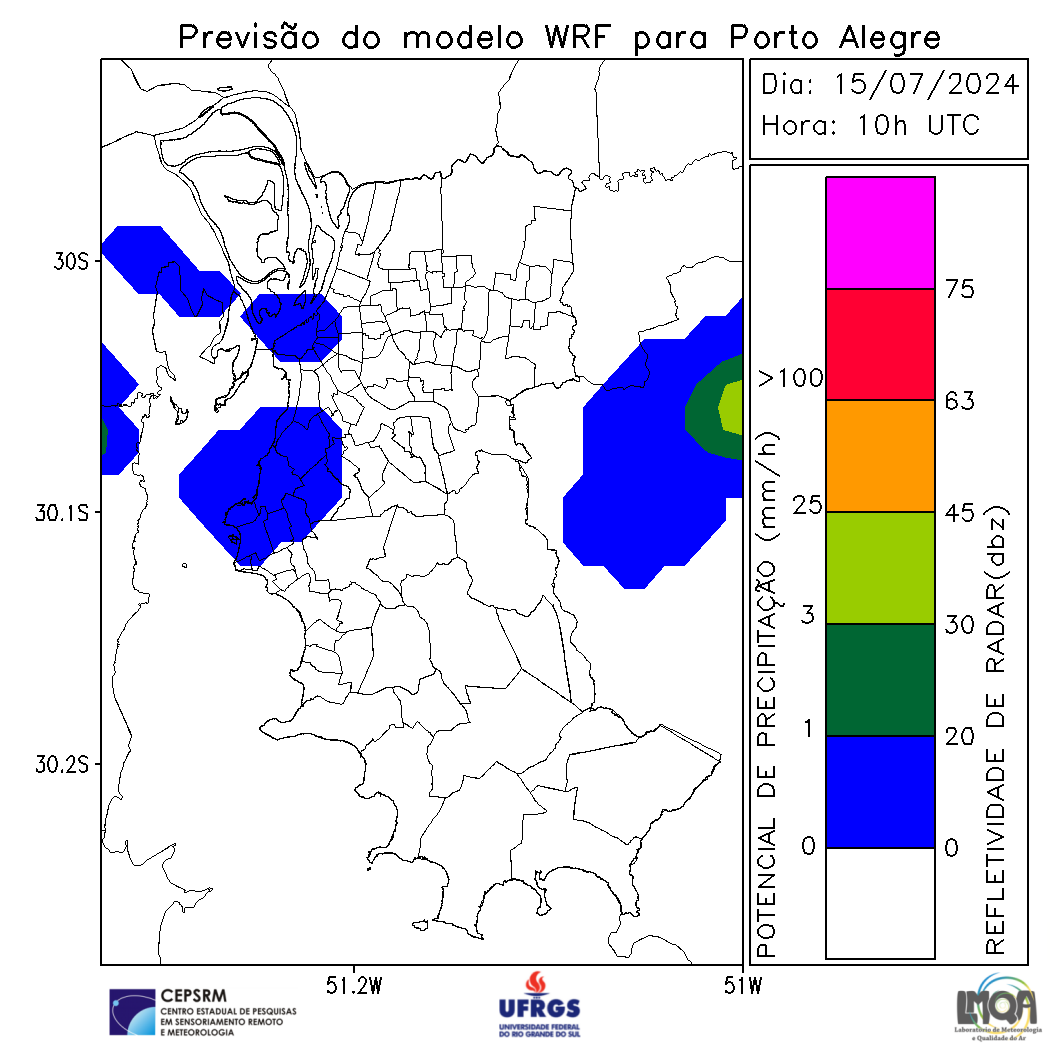 Previsão do modelo WRF para Porto Alegre
Dia: 15/07/2024
Hora: 10h UTC
30S
30.1S
30.2S
51.2W
51W
POTENCIAL DE PRECIPITAÇÃO (mm/h)
>100
25
3
1
0
75
63
45
30
20
0
REFLETIVIDADE DE RADAR(dbz)
CEPSRM
CENTRO ESTADUAL DE PESQUISAS
EM SENSORIAMENTO REMOTO
E METEOROLOGIA
UFRGS
UNIVERSIDADE FEDERAL
DO RIO GRANDE DO SUL
LMQA
Laboratório de Meteorologia
e Qualidade do Ar